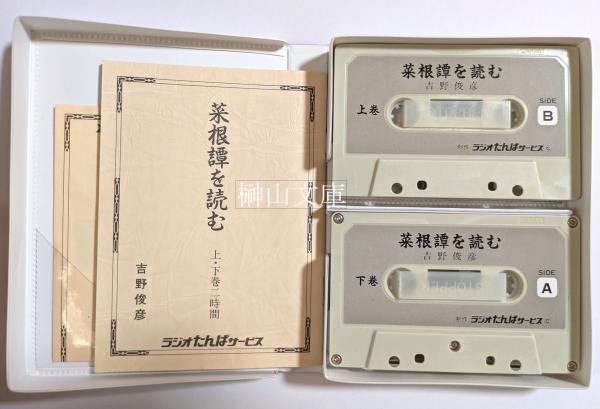 菜根譚を読む
上・下巻二時間
吉野俊彦
ラジオたんぱサービス
榊山文庫
菜根譚を読む
吉野俊彦
上巻
SIDE
B
制作 ラジオたんぱサービス
菜根譚を読む
吉野俊彦
下巻
STOPPER
SIDE
A
制作 ラジオたんぱサービス